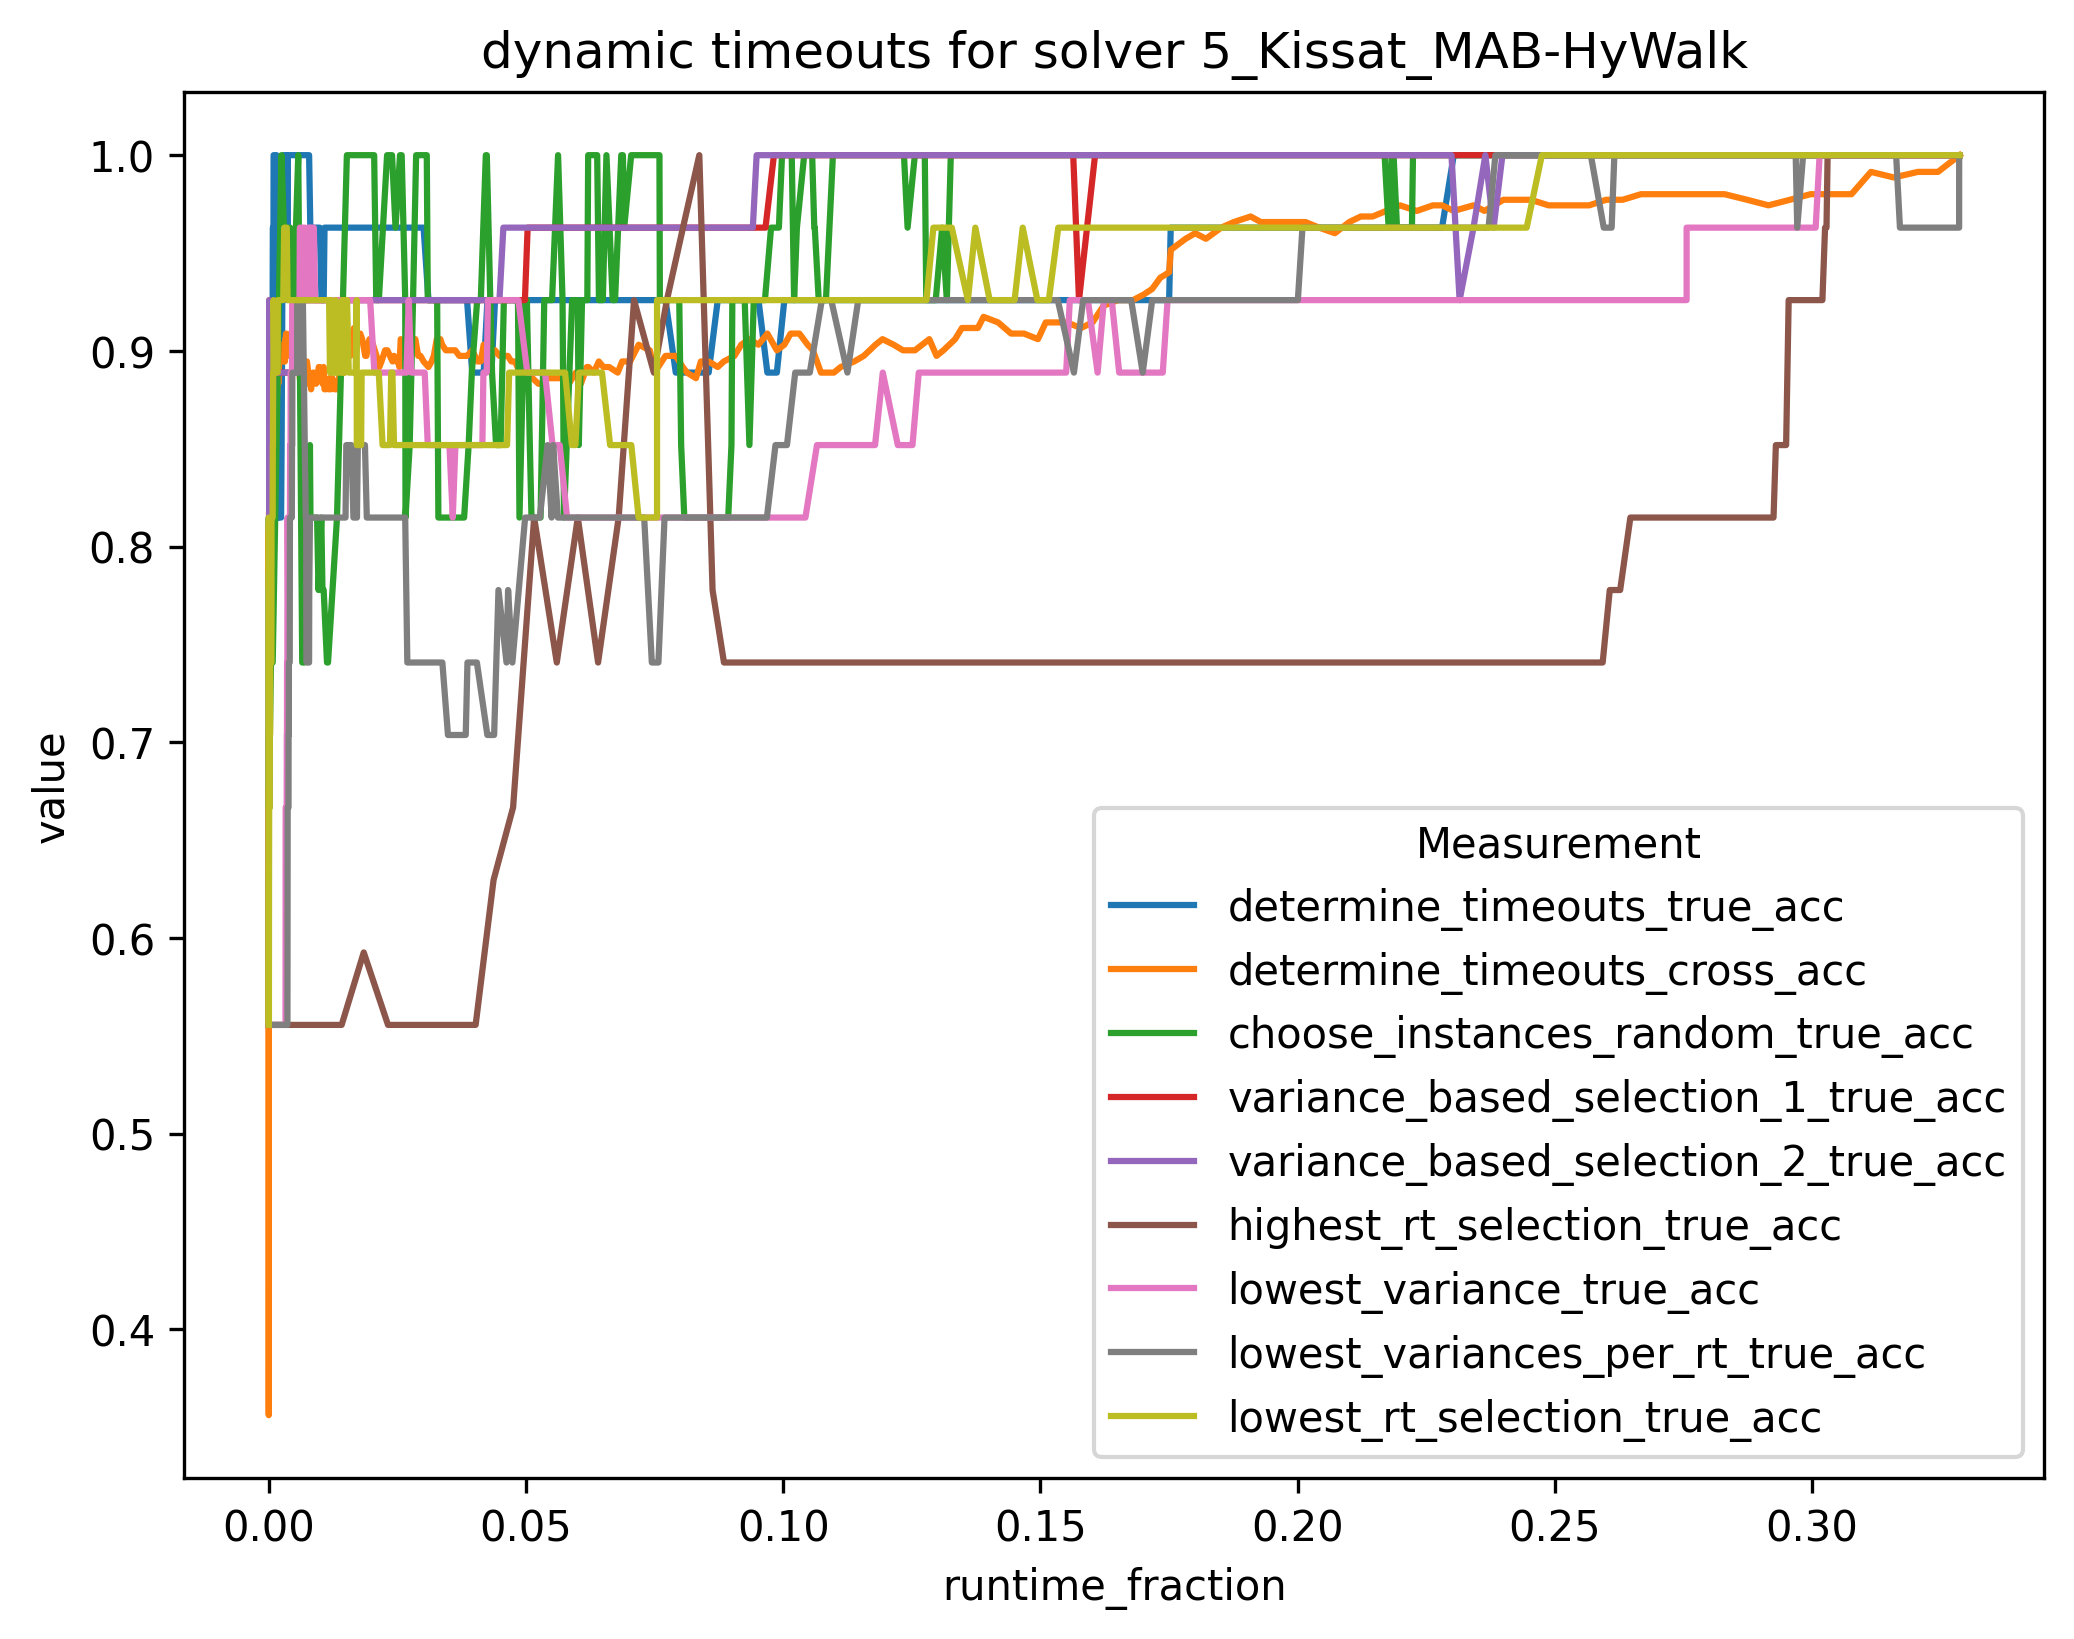 dynamic timeouts for solver 5_Kissat_MAB-HyWalk
1.0
0.9
0.8
0.7
0.6
0.5
0.4
value
0.00
0.05
0.10
0.15
0.20
0.25
0.30
runtime_fraction
Measurement
determine_timeouts_true_acc
determine_timeouts_cross_acc
choose_instances_random_true_acc
variance_based_selection_1_true_acc
variance_based_selection_2_true_acc
highest_rt_selection_true_acc
lowest_variance_true_acc
lowest_variances_per_rt_true_acc
lowest_rt_selection_true_acc